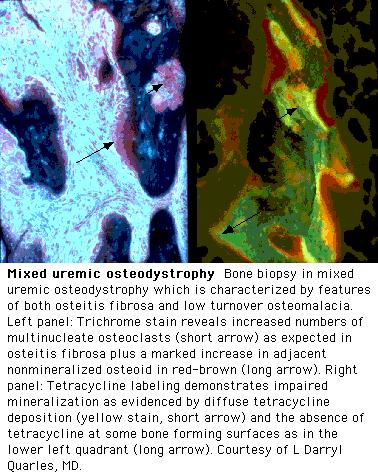 Mixed uremic osteodystrophy Bone biopsy in mixed
uremic osteodystrophy which is characterized by features
of both osteitis fibrosa and low turnover osteomalacia.
Left panel: Trichrome stain reveals increased numbers of
multinucleate osteoclasts (short arrow) as expected in
osteitis fibrosa plus a marked increase in adjacent
nonmineralized osteoid in red-brown (long arrow). Right
panel: Tetracycline labeling demonstrates impaired
mineralization as evidenced by diffuse tetracycline
deposition (yellow stain, short arrow) and the absence of
tetracycline at some bone forming surfaces as in the
lower left quadrant (long arrow). Courtesy of L Darryl
Quarles, MD.